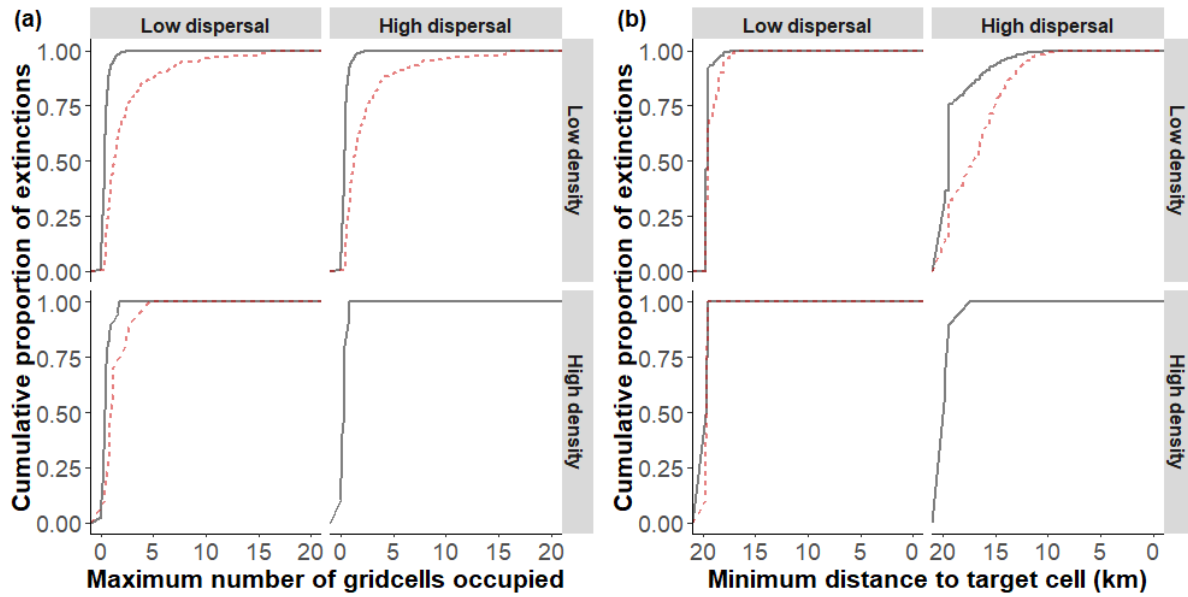 (a)
Low dispersal
High dispersal
Cumulative proportion of extinctions
1.00
0.75
0.50
0.25
0.00
Low density
1.00
0.75
0.50
0.25
0.00
High density
0 5 10 15 20 0 5 10 15 20
Maximum number of gridcells occupied
(b)
Low dispersal
High dispersal
Cumulative proportion of extinctions
1.00
0.75
0.50
0.25
0.00
Low density
1.00
0.75
0.50
0.25
0.00
High density
20 15 10 5 0 20 15 10 5 0
Minimum distance to target cell (km)